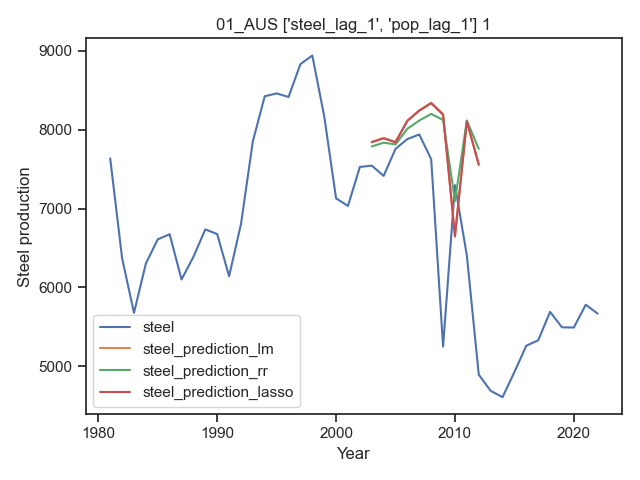 01_AUS ['steel_lag_1', 'pop_lag_1'] 1
9000
8000
7000
6000
5000
Steel production
steel
steel_prediction_lm
steel_prediction_rr
steel_prediction_lasso
1980 1990 2000 2010 2020
Year